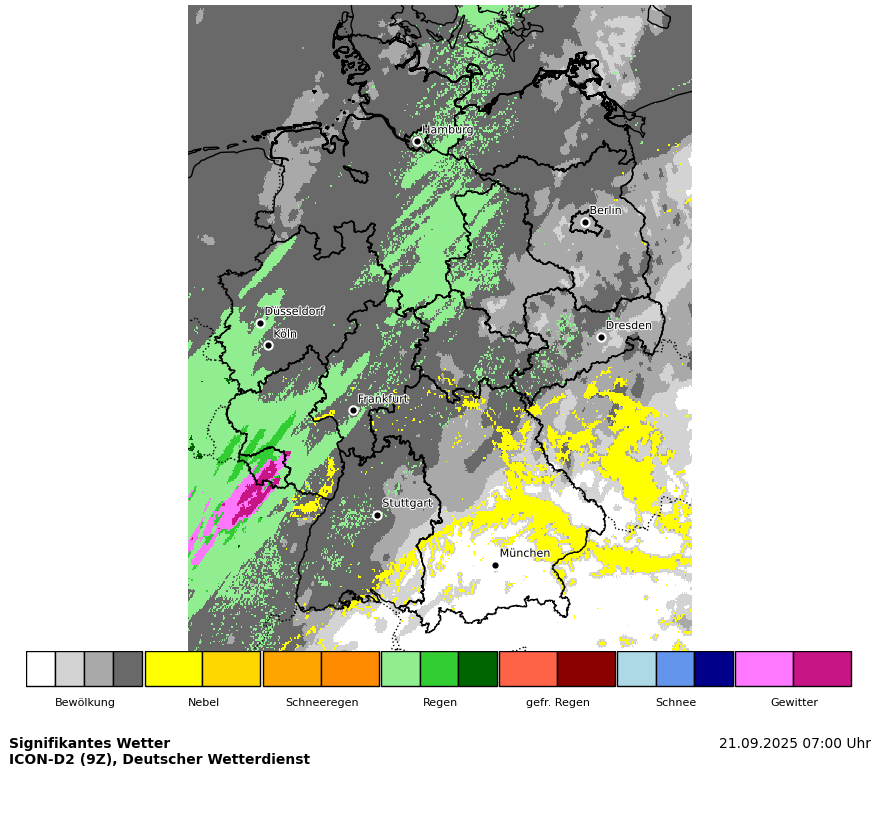 Hamburg
Berlin
Düsseldorf
Köln
Dresden
Frankfurt
Stuttgart
München
Bewölkung Nebel Schneeregen Regen gefr. Regen Schnee Gewitter
Signifikantes Wetter 21.09.2025 07:00 Uhr
ICON-D2 (9Z), Deutscher Wetterdienst